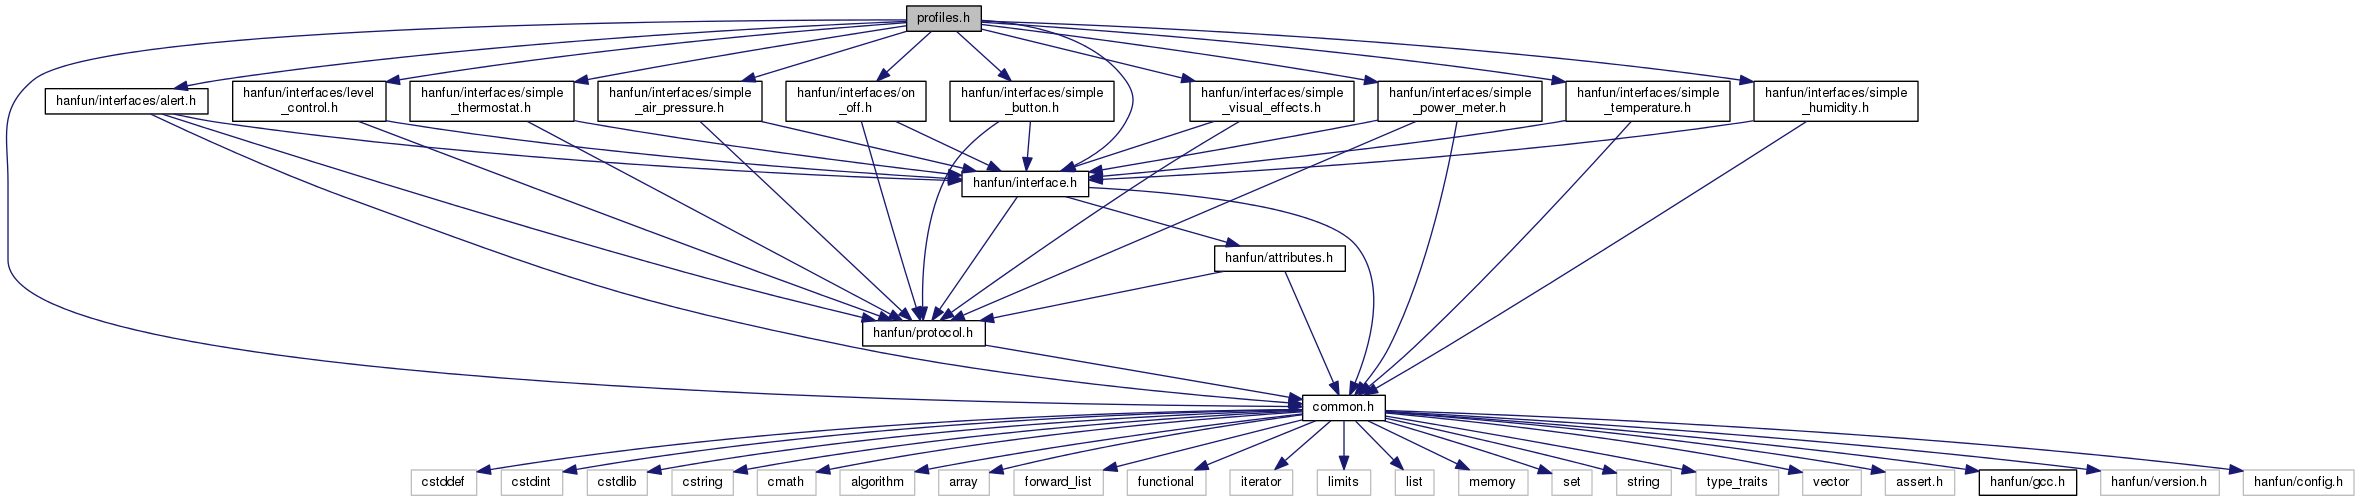 profiles.h
hanfun/interfaces/alert.h
hanfun/interfaces/level
_control.h
hanfun/interfaces/simple
_thermostat.h
hanfun/interfaces/simple
_air_pressure.h
hanfun/interfaces/on
_off.h
hanfun/interfaces/simple
_button.h
hanfun/interfaces/simple
_visual_effects.h
hanfun/interfaces/simple
_power_meter.h
hanfun/interfaces/simple
_temperature.h
hanfun/interfaces/simple
_humidity.h
hanfun/interface.h
hanfun/attributes.h
hanfun/protocol.h
common.h
cstddef
cstdint
cstdlib
cstring
cmath
algorithm
array
forward_list
functional
iterator
limits
list
memory
set
string
type_traits
vector
assert.h
hanfun/gcc.h
hanfun/version.h
hanfun/config.h